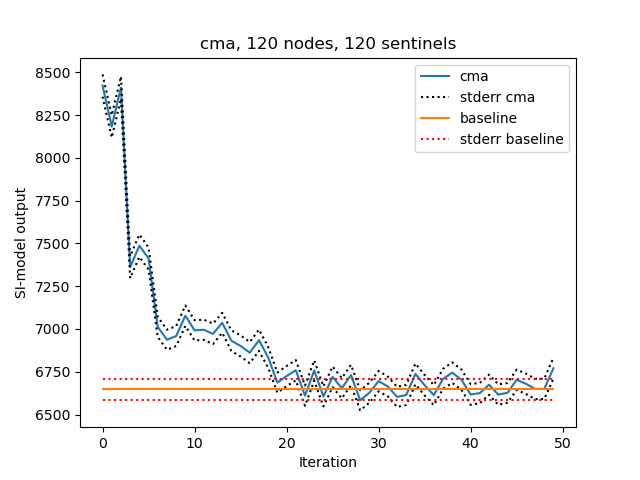 cma, 120 nodes, 120 sentinels
8500
8250
8000
7750
7500
7250
7000
6750
6500
SI-model output
cma
stderr cma
baseline
stderr baseline
0
10
20
30
40
50
Iteration